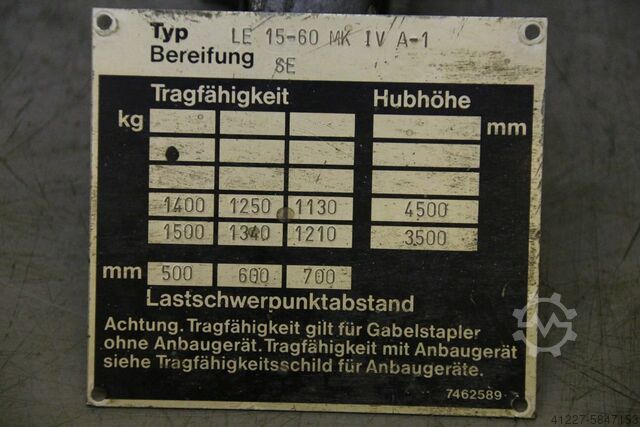 Typ LE 15-60 MK IV A-1
Bereifung SE
Tragfähigkeit Hubhöhe
kg mm
1400 1250 1130 4500
1500 1340 1210 3500
mm 500 600 700
Lastschwerpunktabstand
Achtung. Tragfähigkeit gilt für Gabelstapler
ohne Anbaugerät. Tragfähigkeit mit Anbaugerät
siehe Tragfähigkeitsschild für Anbaugeräte.
7462589
41227-5847153